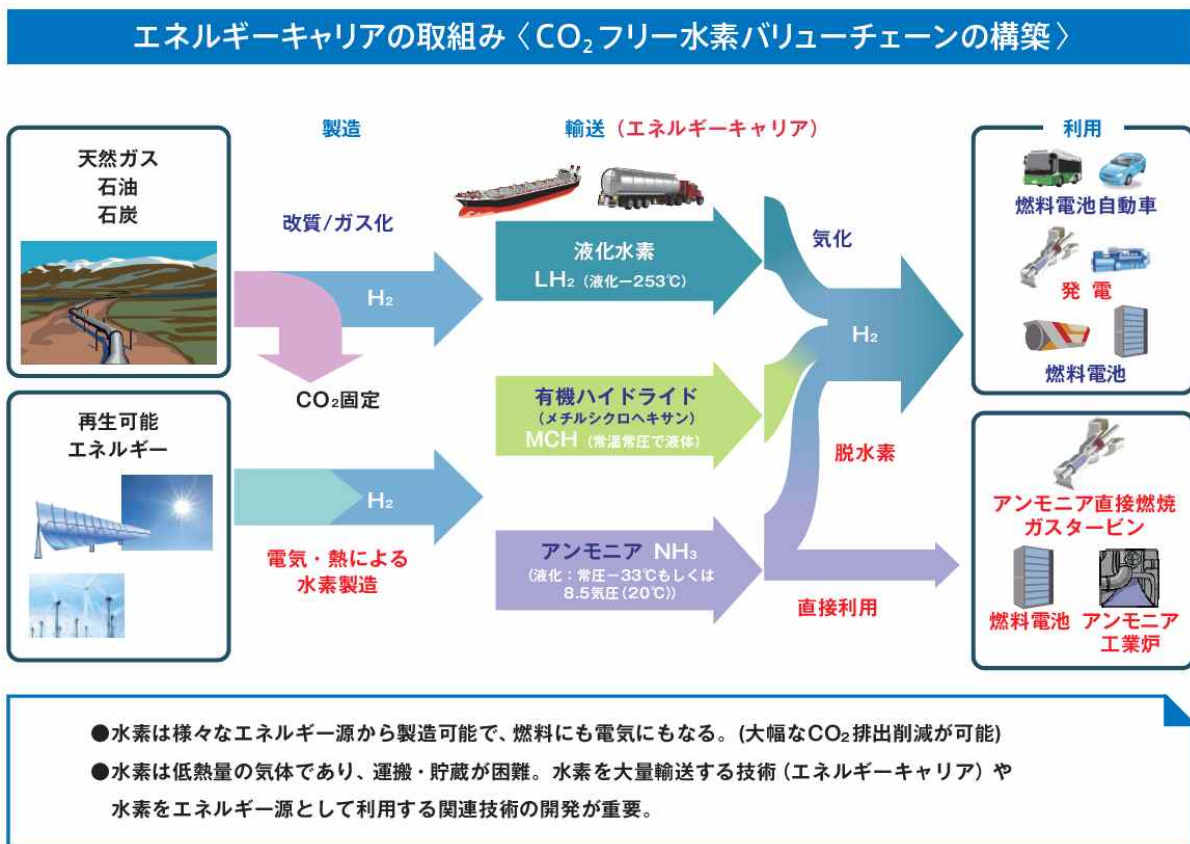 エネルギーキャリアの取組み〈CO₂フリー水素バリューチェーンの構築〉
天然ガス
石油
石炭
再生可能
エネルギー
製造
改質/ガス化
H₂
CO₂固定
H₂
電気・熱による
水素製造
輸送（エネルギーキャリア）
液化水素
LH₂（液化−253℃）
有機ハイドライド
（メチルシクロヘキサン）
MCH（常温常圧で液体）
アンモニア NH₃
（液化：常圧−33℃もしくは
8.5気圧（20℃））
気化
H₂
脱水素
直接利用
利用
燃料電池自動車
発電
燃料電池
アンモニア直接燃焼
ガスタービン
燃料電池
アンモニア
工業炉
●水素は様々なエネルギー源から製造可能で、燃料にも電気にもなる。(大幅なCO₂排出削減が可能)
●水素は低熱量の気体であり、運搬・貯蔵が困難。水素を大量輸送する技術（エネルギーキャリア）や
水素をエネルギー源として利用する関連技術の開発が重要。